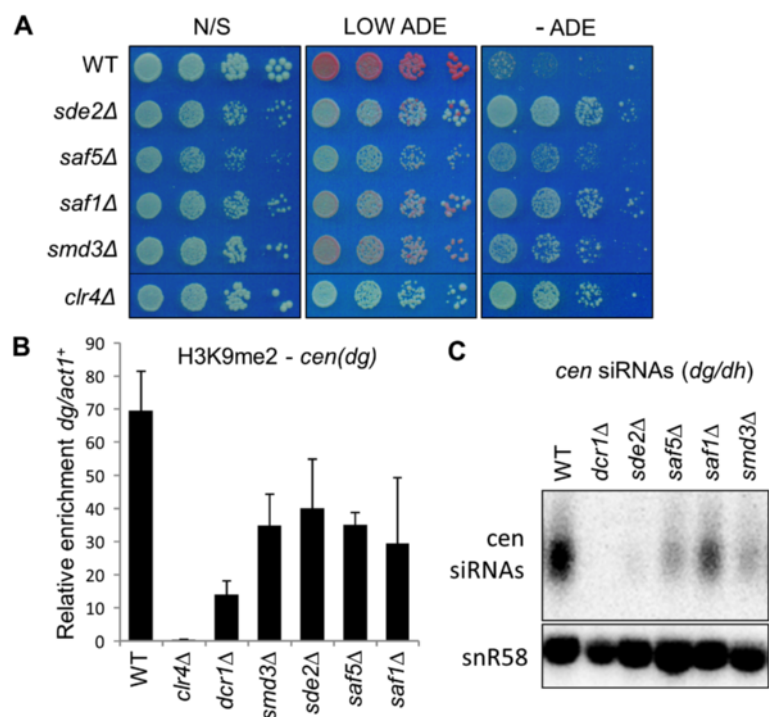 A
N/S LOW ADE - ADE
WT
sde2Δ
saf5Δ
saf1Δ
smd3Δ
clr4Δ
B
H3K9me2 - cen(dg)
Relative enrichment dg/act1+
90
80
70
60
50
40
30
20
10
0
WT clr4Δ dcr1Δ smd3Δ sde2Δ saf5Δ saf1Δ
C
cen siRNAs (dg/dh)
WT dcr1Δ sde2Δ saf5Δ saf1Δ smd3Δ
cen
siRNAs
snR58